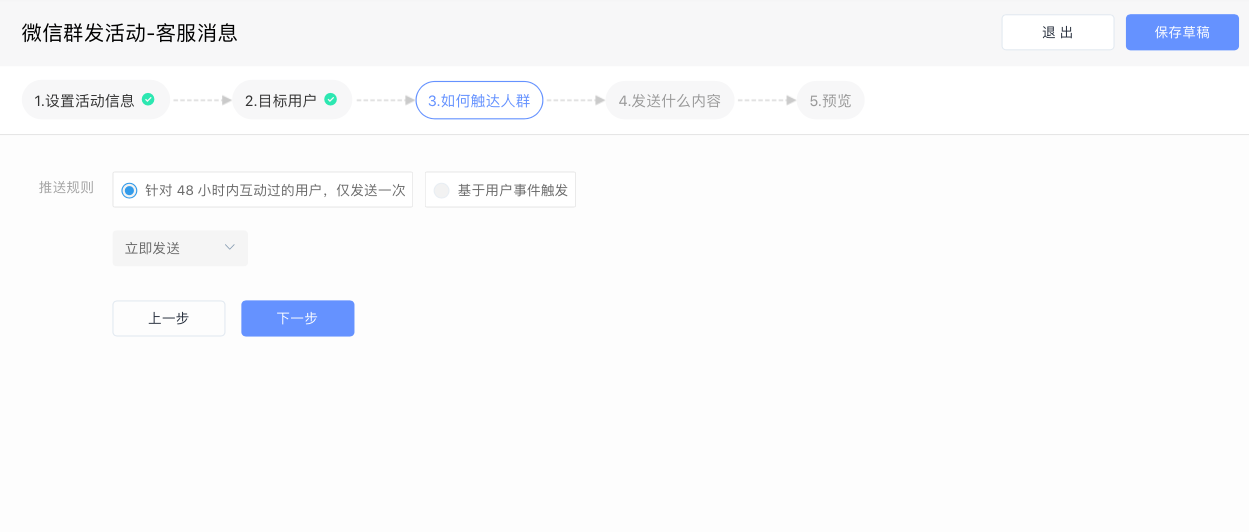 微信群发活动-客服消息
退 出
保存草稿
1.设置活动信息
2.目标用户
3.如何触达人群
4.发送什么内容
5.预览
推送规则
针对 48 小时内互动过的用户，仅发送一次
基于用户事件触发
立即发送
上一步
下一步